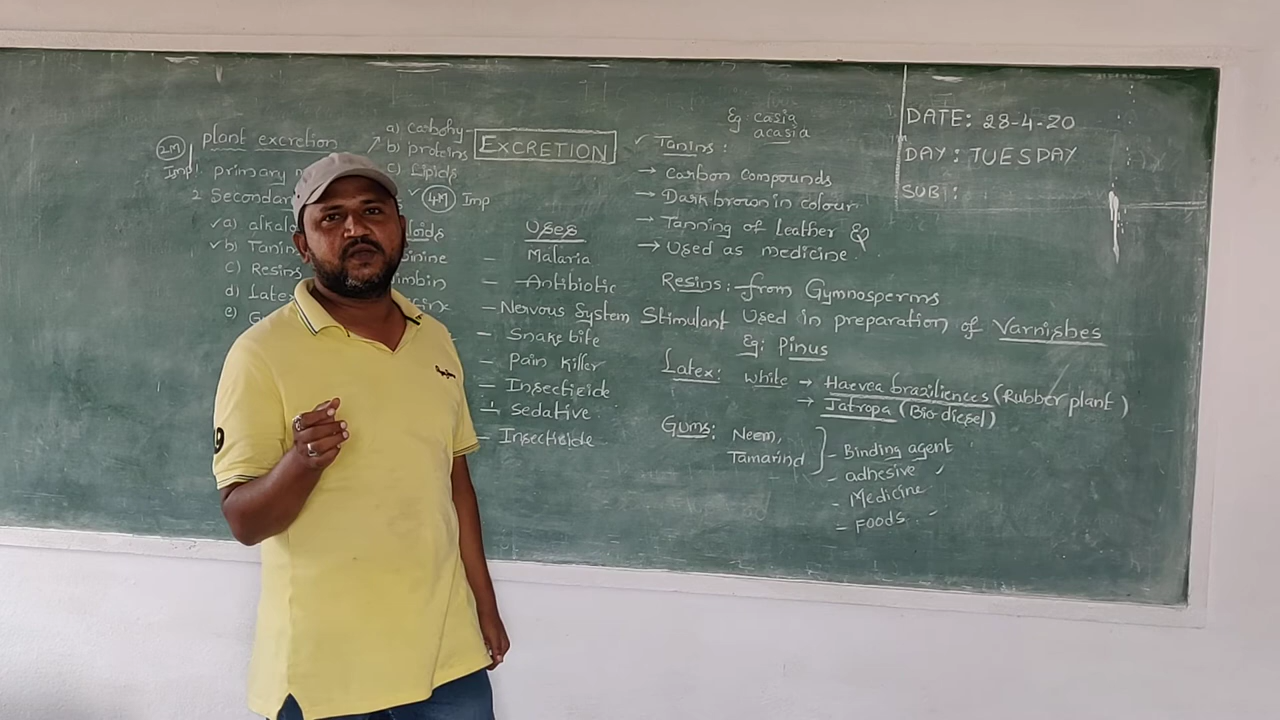 2M
Imp
plant excretion
1. primary
a) Carbohy-
b) proteins
c) Lipids
2 Secondar
4M Imp
a) alkalo
b) Tanin
c) Resins
d) Late
e) G
EXCRETION
Uses
- Malaria
- Antibiotic
- Nervous System Stimulant
- Snake bite
- Pain Killer
- Insecticide
- Sedative
- Insecticide
Eg: casia
acasia
Tanins:
→ Carbon compounds
→ Dark brown in colour
→ Tanning of Leather &
→ Used as medicine.
Resins: from Gymnosperms
Used in preparation of Varnishes
Eg: Pinus
Latex: White → Haevea braziliences (Rubber plant)
→ Jatropa (Bio diesel)
Gums: Neem,
Tamarind
- Binding agent
- adhesive
- Medicine
- Foods
DATE: 28-4-20
DAY: TUESDAY
SUB: